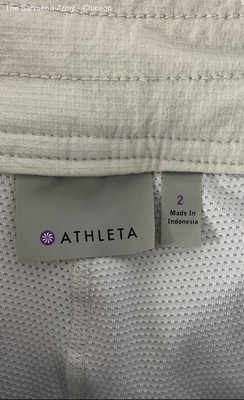 The Salvation Army - Chicago
2
Made In
Indonesia
ATHLETA